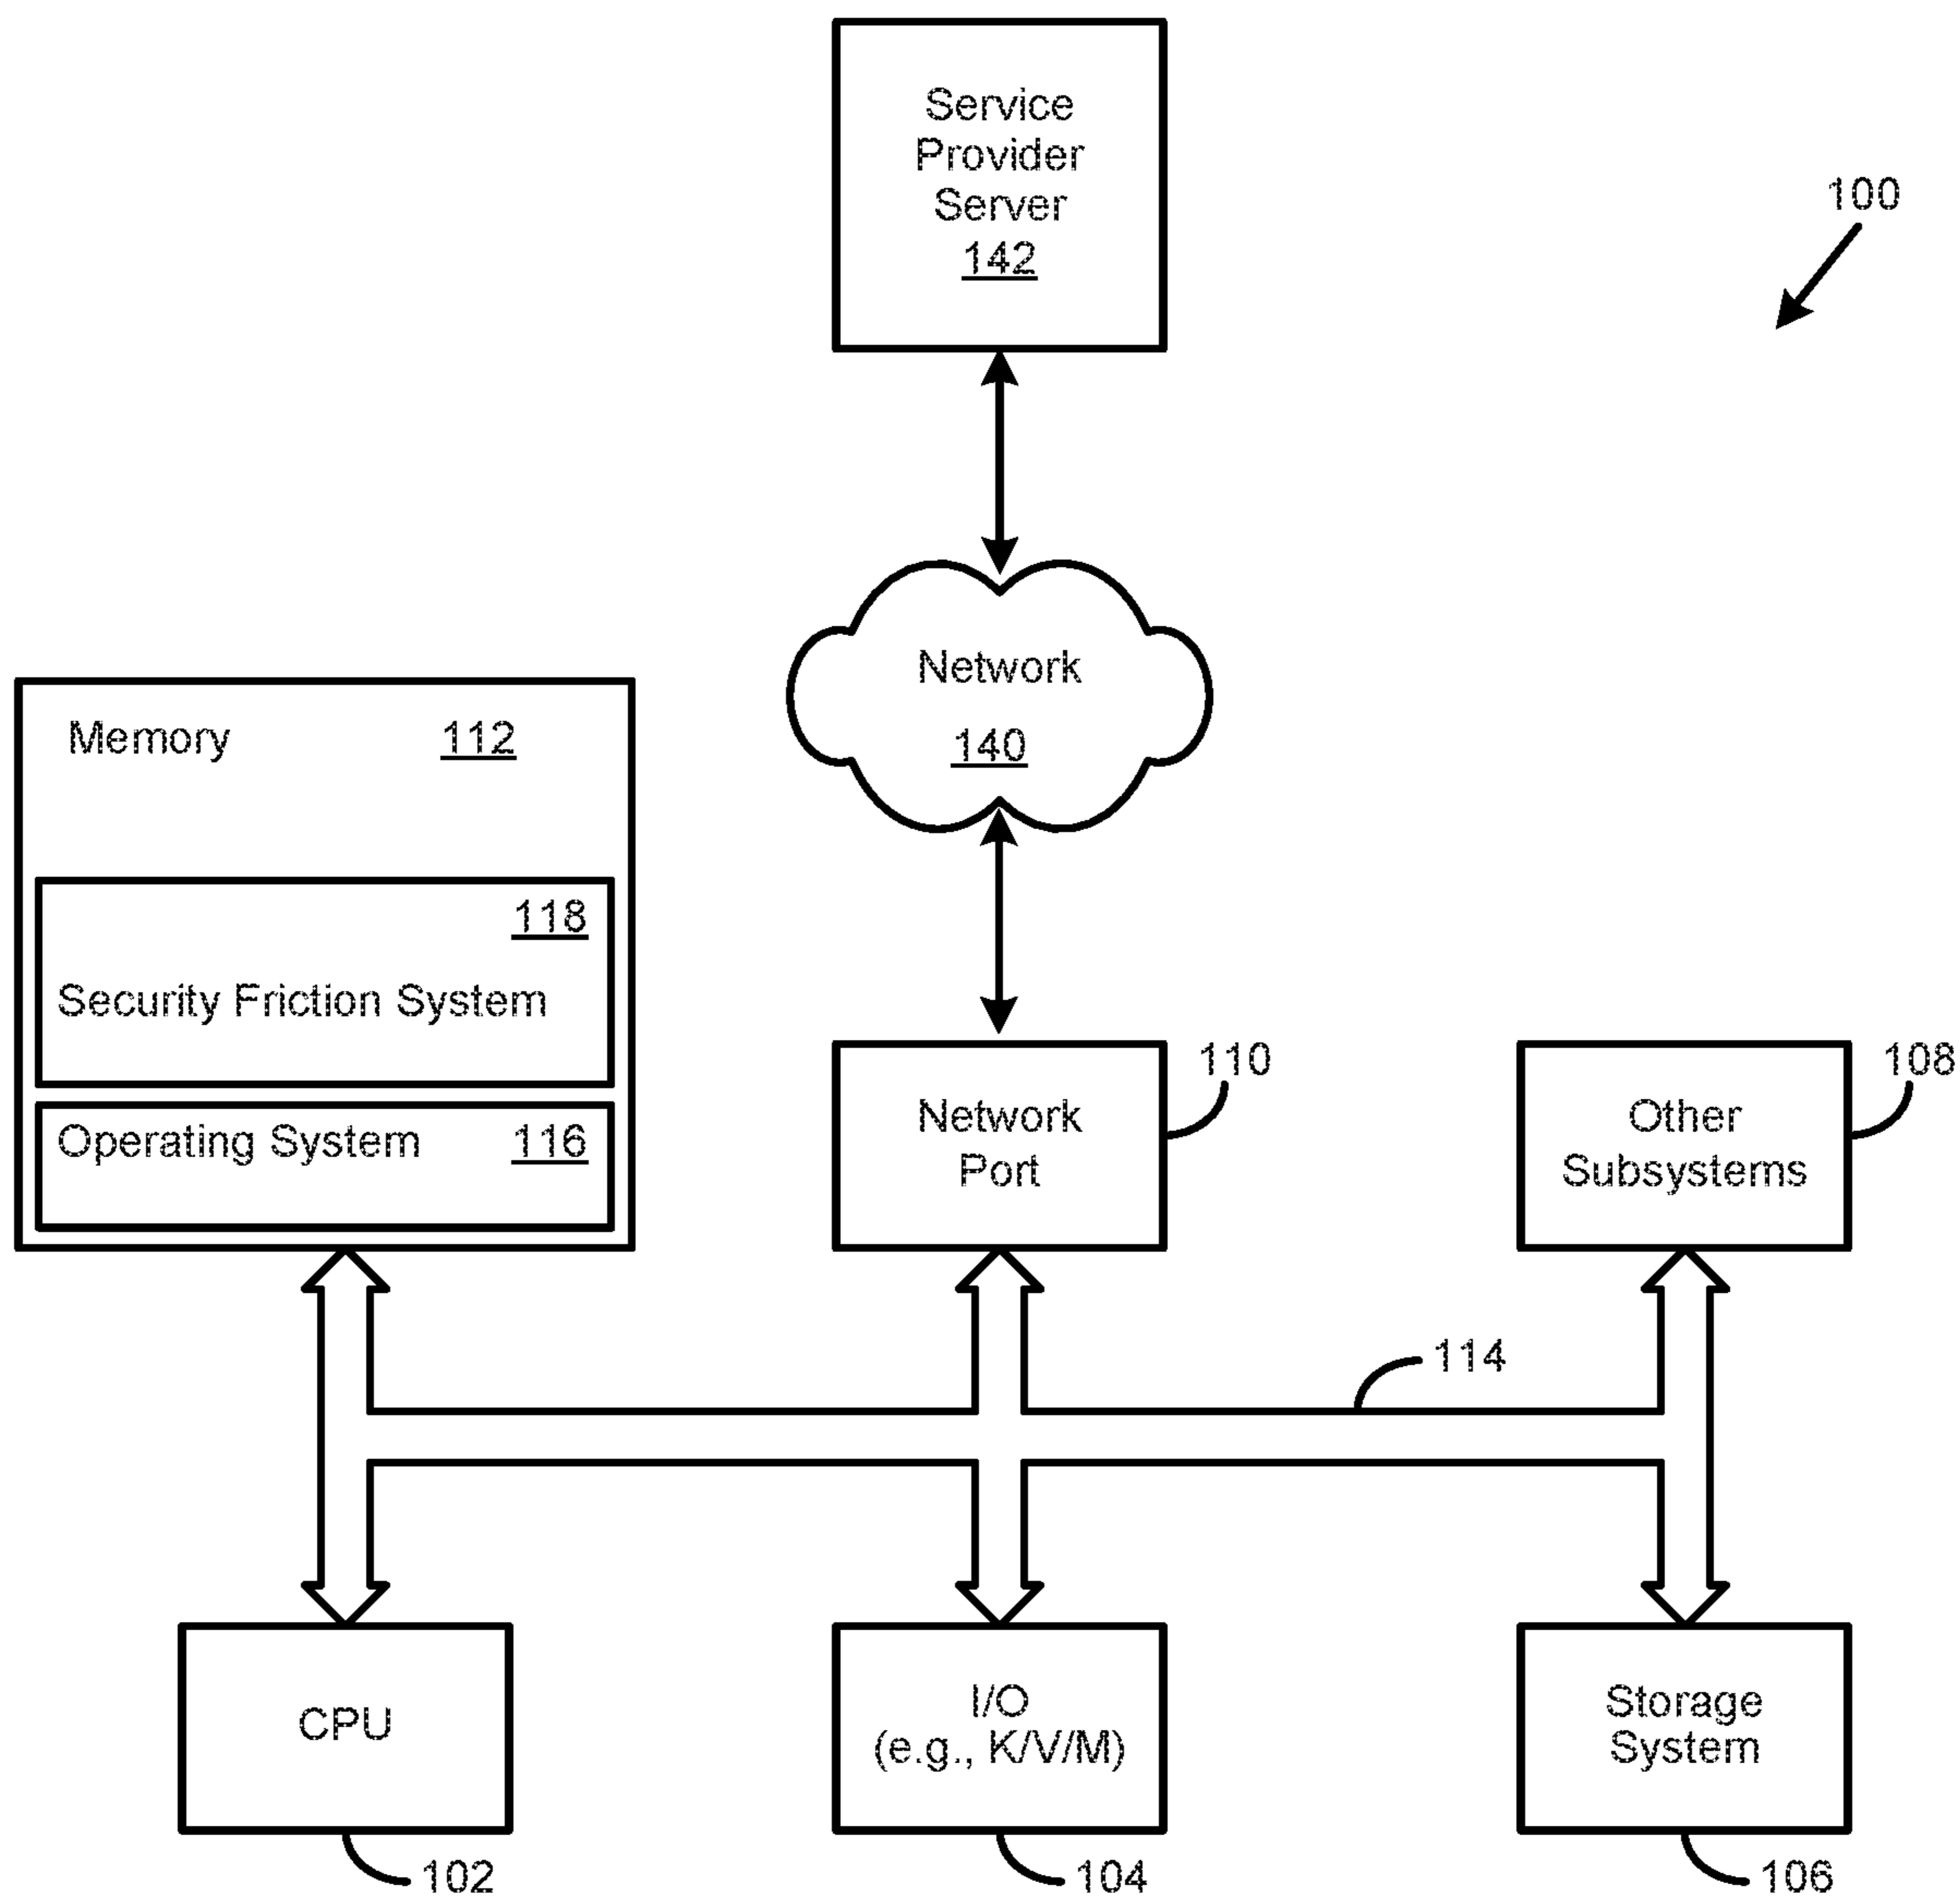 Service
Provider
Server
142
100
Network
140
Memory 112
118
Security Friction System
Operating System 116
Network
Port
110
Other
Subsystems
108
114
CPU
102
I/O
(e.g., K/V/M)
104
Storage
System
106